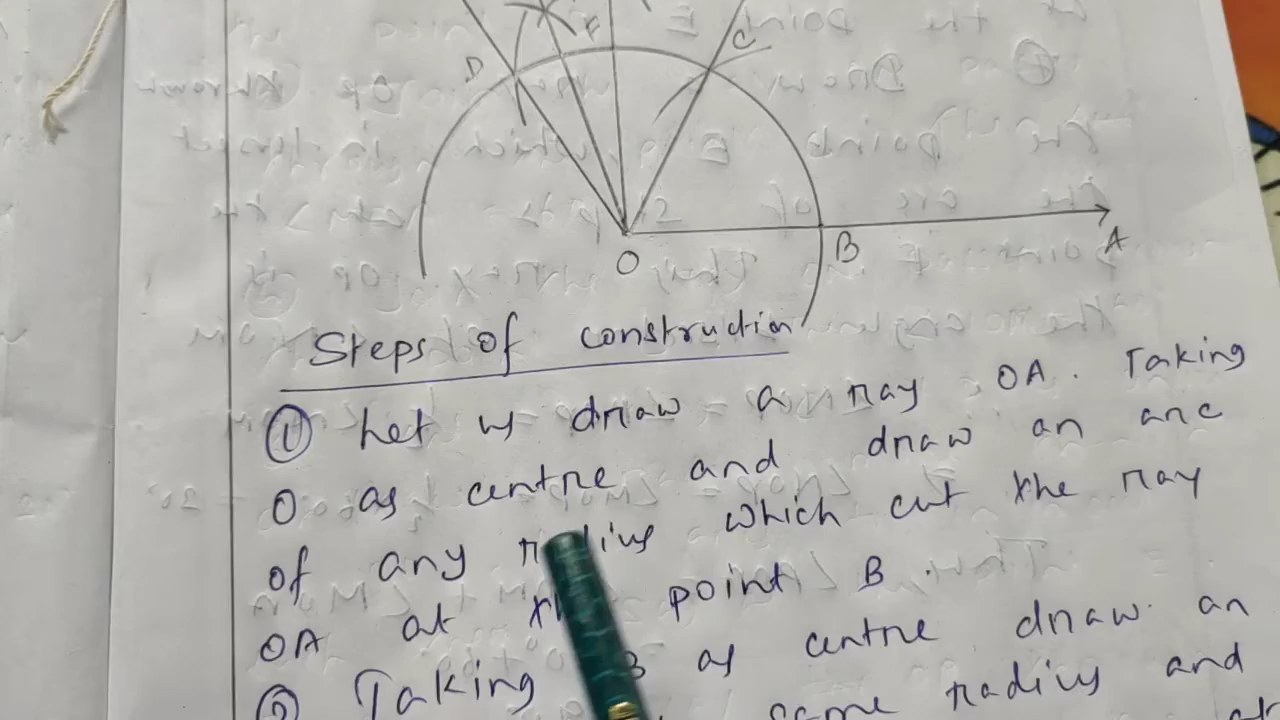 D
F
C
2
O
B
A
Steps of construction
① Let us draw a ray OA. Taking
O as centre and draw an arc
of any radius which cut the ray
OA at the point B.
② Taking B as centre draw an
same radius and